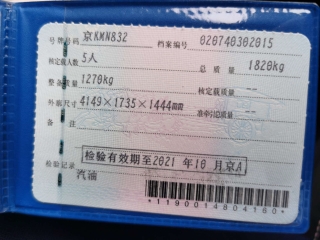 号牌号码 京KMN832 档案编号 020740302015
核定载人数 5人 总质量 1820kg
整备质量 1270kg 核定载质量 --
外廓尺寸 4149×1735×1444mm 准牵引总质量 --
备注
检验有效期至2021年10月京A
检验记录 汽油
*1190014804160*